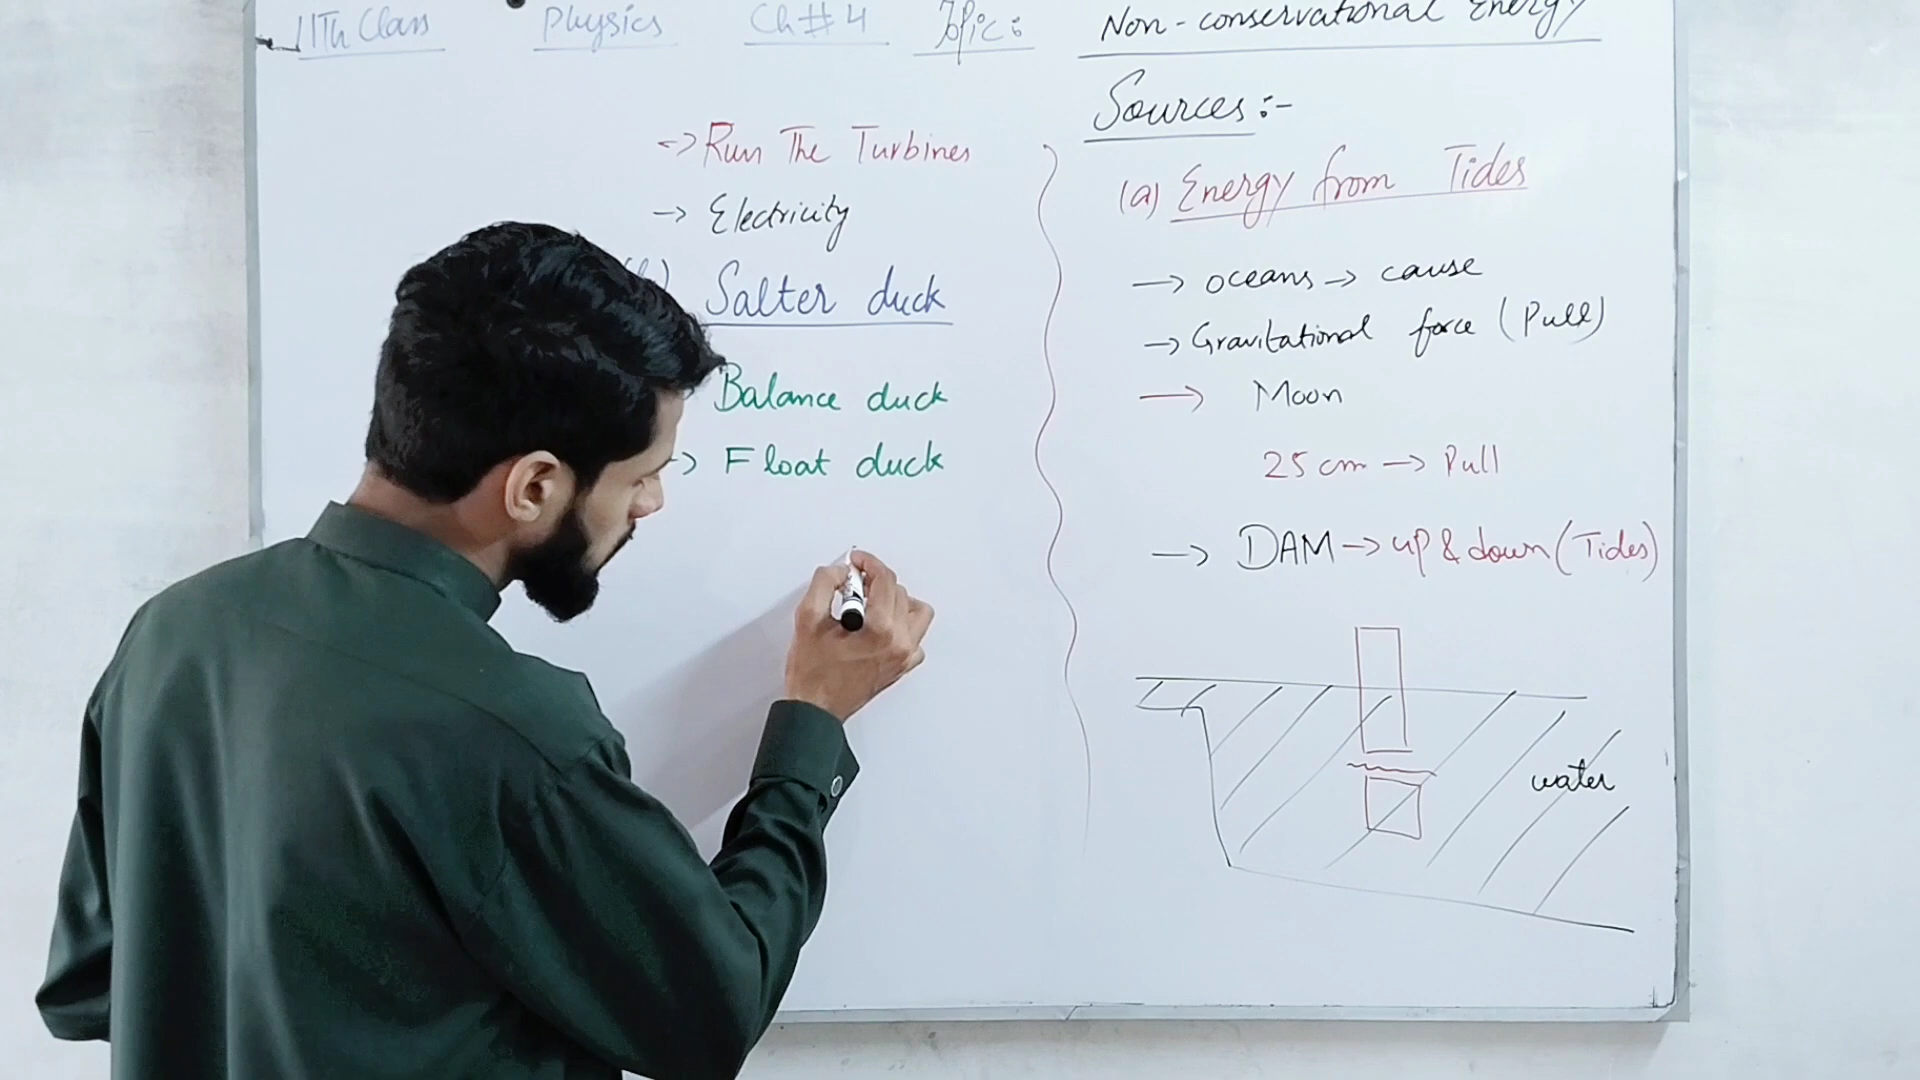 11Th Class Physics Ch # 4 Topic: Non-conservational Energy
Sources:-
(a) Energy from Tides
→ oceans → cause
→ Gravitational force (Pull)
→ Moon
25 cm → Pull
→ DAM → up & down (Tides)
water
→ Run The Turbines
→ Electricity
(b) Salter duck
Balance duck
→ Float duck